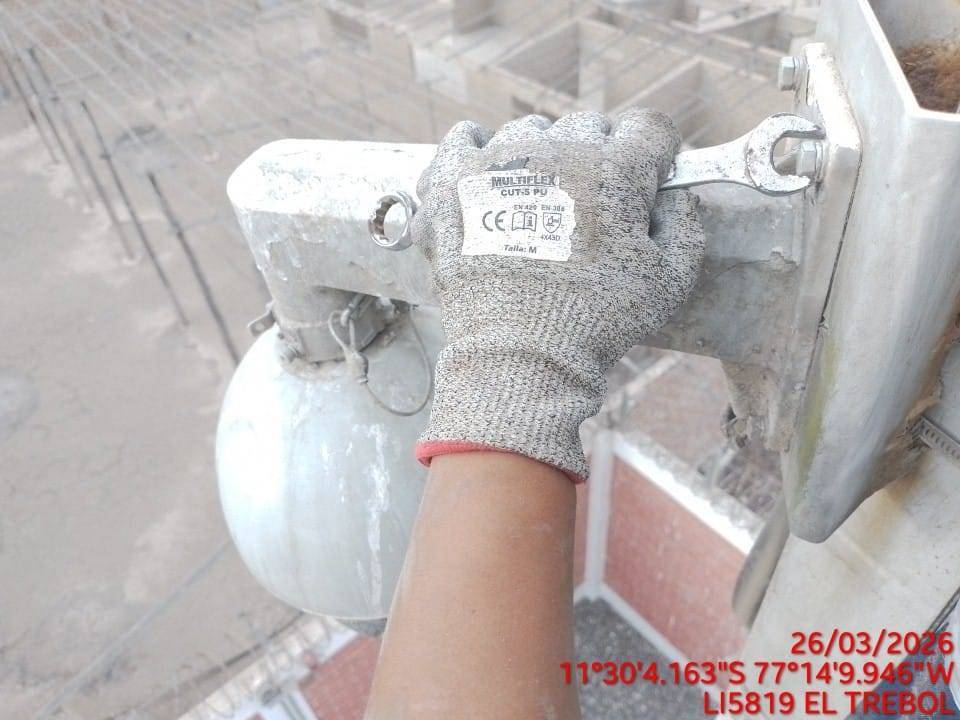 MULTIFLEX
CUT-5 PU
EN 420 EN 388
CE
4X43D
Talla: M
26/03/2026
11°30'4.163"S 77°14'9.946"W
LI5819 EL TREBOL